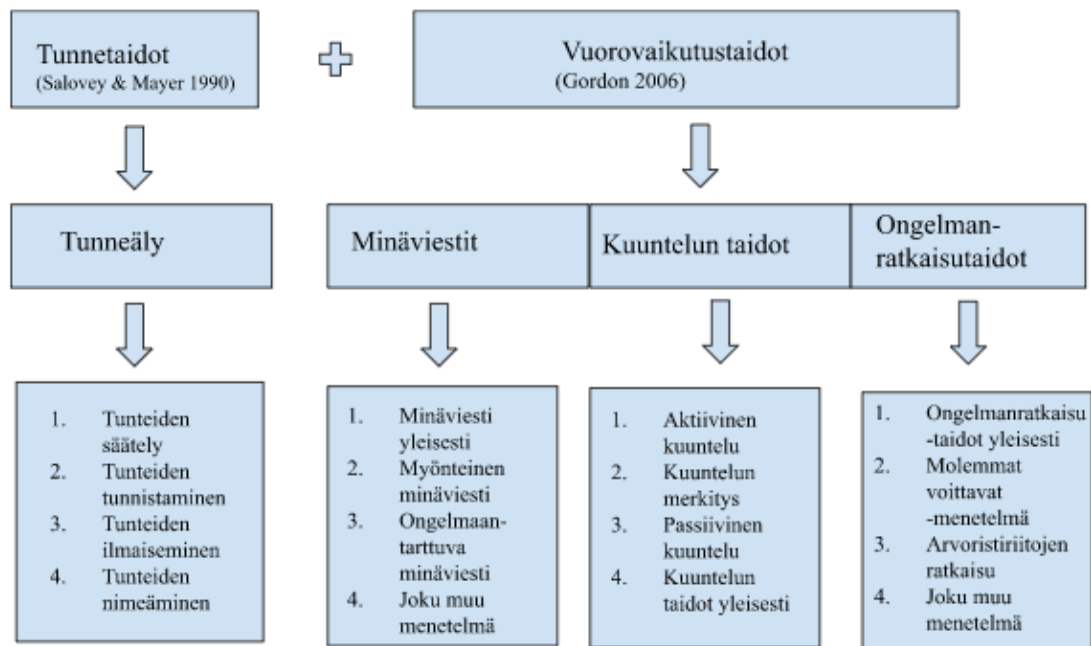 Tunnetaidot
(Salovey & Mayer 1990)
Vuorovaikutustaidot
(Gordon 2006)
Tunneäly
Minäviestit
Kuuntelun taidot
Ongelman-
ratkaisutaidot
1. Tunteiden
säätely
2. Tunteiden
tunnistaminen
3. Tunteiden
ilmaiseminen
4. Tunteiden
nimeäminen
1. Minäviesti
yleisesti
2. Myönteinen
minäviesti
3. Ongelmaan-
tarttuva
minäviesti
4. Joku muu
menetelmä
1. Aktiivinen
kuuntelu
2. Kuuntelun
merkitys
3. Passiivinen
kuuntelu
4. Kuuntelun
taidot yleisesti
1. Ongelmanratkaisu
-taidot yleisesti
2. Molemmat
voittavat
-menetelmä
3. Arvoristiriitojen
ratkaisu
4. Joku muu
menetelmä